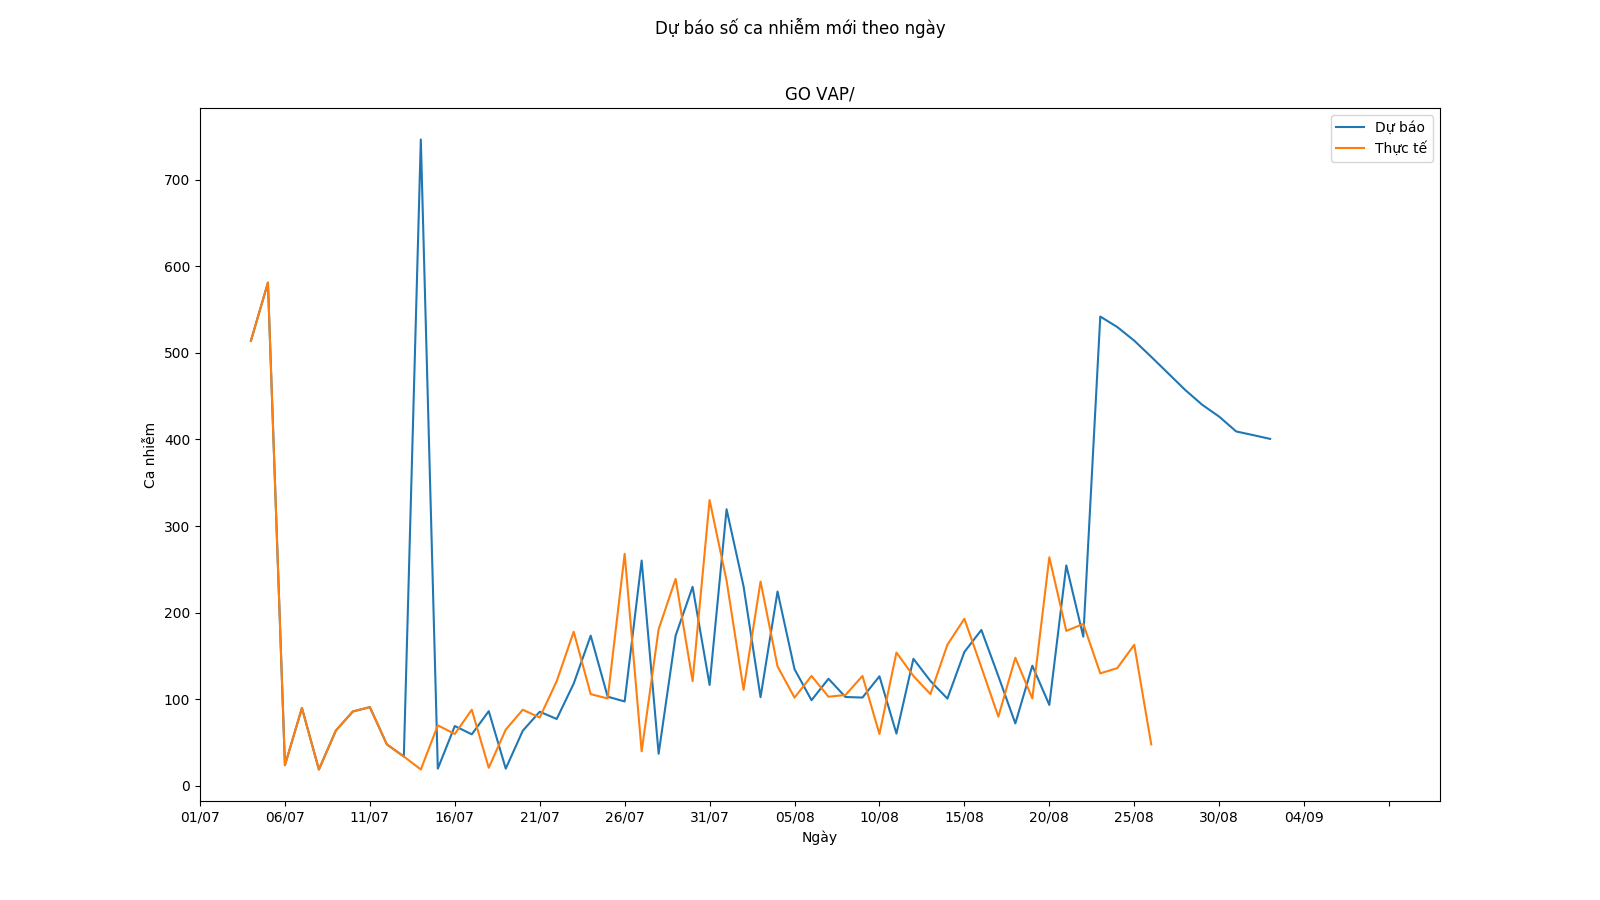 Dự báo số ca nhiễm mới theo ngày
GO VAP/
Dự báo
Thực tế
700
600
500
400
300
200
100
0
Ca nhiễm
01/07 06/07 11/07 16/07 21/07 26/07 31/07 05/08 10/08 15/08 20/08 25/08 30/08 04/09
Ngày